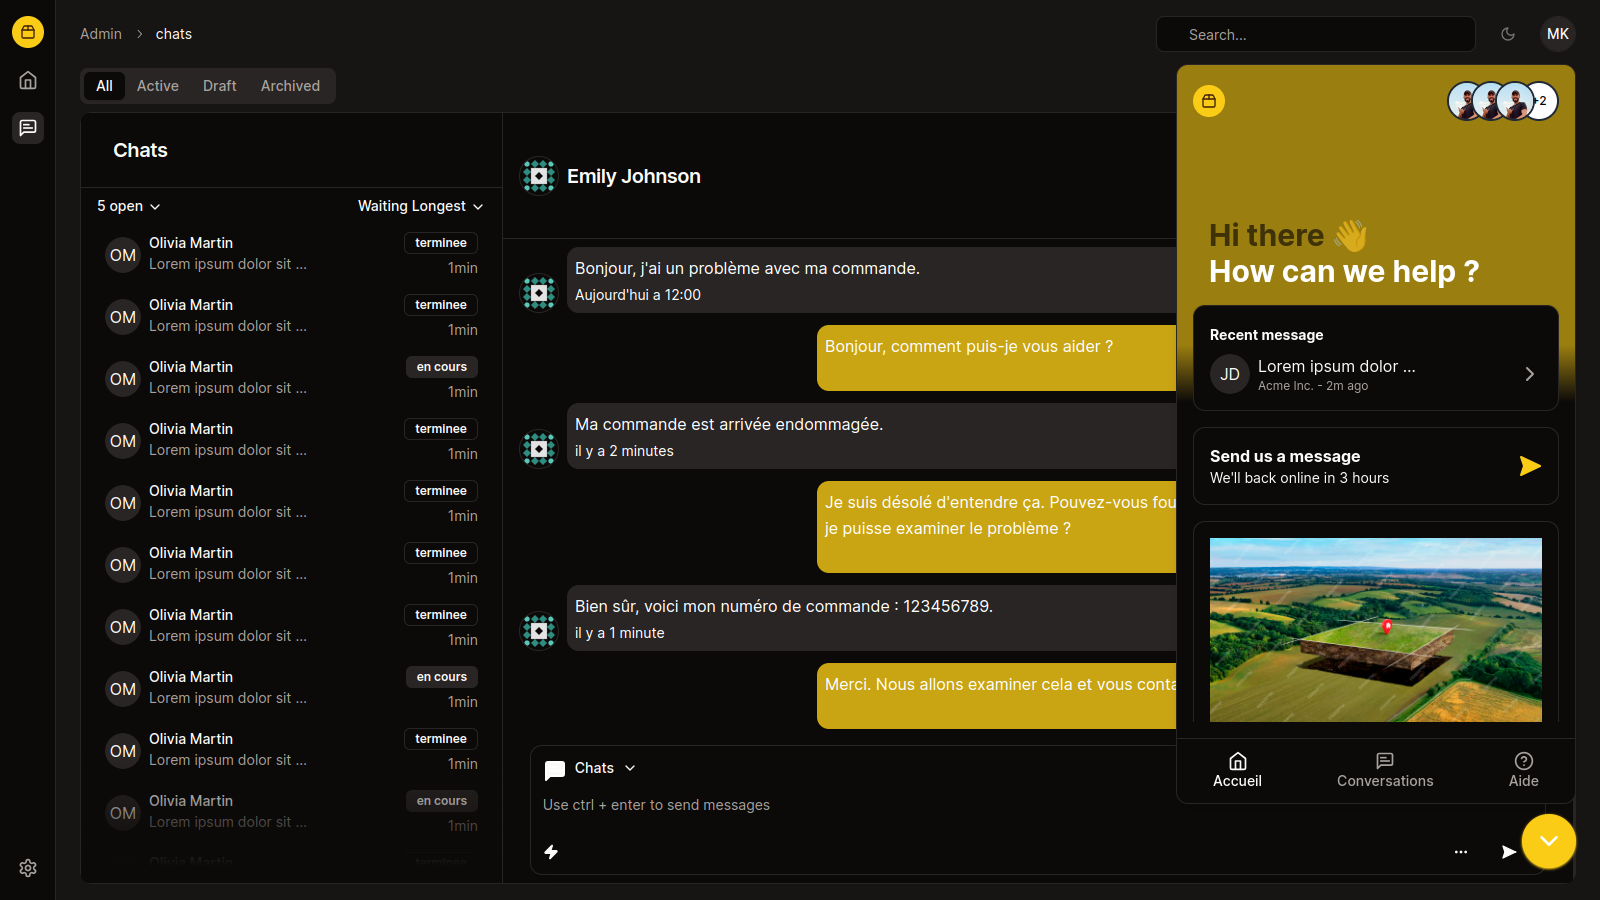 Admin
chats
Search...
MK
All
Active
Draft
Archived
Chats
5 open
Waiting Longest
OM
Olivia Martin
terminee
Lorem ipsum dolor sit ...
1min
OM
Olivia Martin
terminee
Lorem ipsum dolor sit ...
1min
OM
Olivia Martin
en cours
Lorem ipsum dolor sit ...
1min
OM
Olivia Martin
terminee
Lorem ipsum dolor sit ...
1min
OM
Olivia Martin
terminee
Lorem ipsum dolor sit ...
1min
OM
Olivia Martin
terminee
Lorem ipsum dolor sit ...
1min
OM
Olivia Martin
terminee
Lorem ipsum dolor sit ...
1min
OM
Olivia Martin
en cours
Lorem ipsum dolor sit ...
1min
OM
Olivia Martin
terminee
Lorem ipsum dolor sit ...
1min
OM
Olivia Martin
en cours
Lorem ipsum dolor sit ...
1min
Olivia Martin
terminee
Emily Johnson
Bonjour, j'ai un problème avec ma commande.
Aujourd'hui a 12:00
Bonjour, comment puis-je vous aider ?
Ma commande est arrivée endommagée.
il y a 2 minutes
Je suis désolé d'entendre ça. Pouvez-vous fou
je puisse examiner le problème ?
Bien sûr, voici mon numéro de commande : 123456789.
il y a 1 minute
Merci. Nous allons examiner cela et vous conta
Chats
Use ctrl + enter to send messages
+2
Hi there 👋
How can we help ?
Recent message
JD
Lorem ipsum dolor ...
Acme Inc. - 2m ago
Send us a message
We'll back online in 3 hours
Accueil
Conversations
Aide